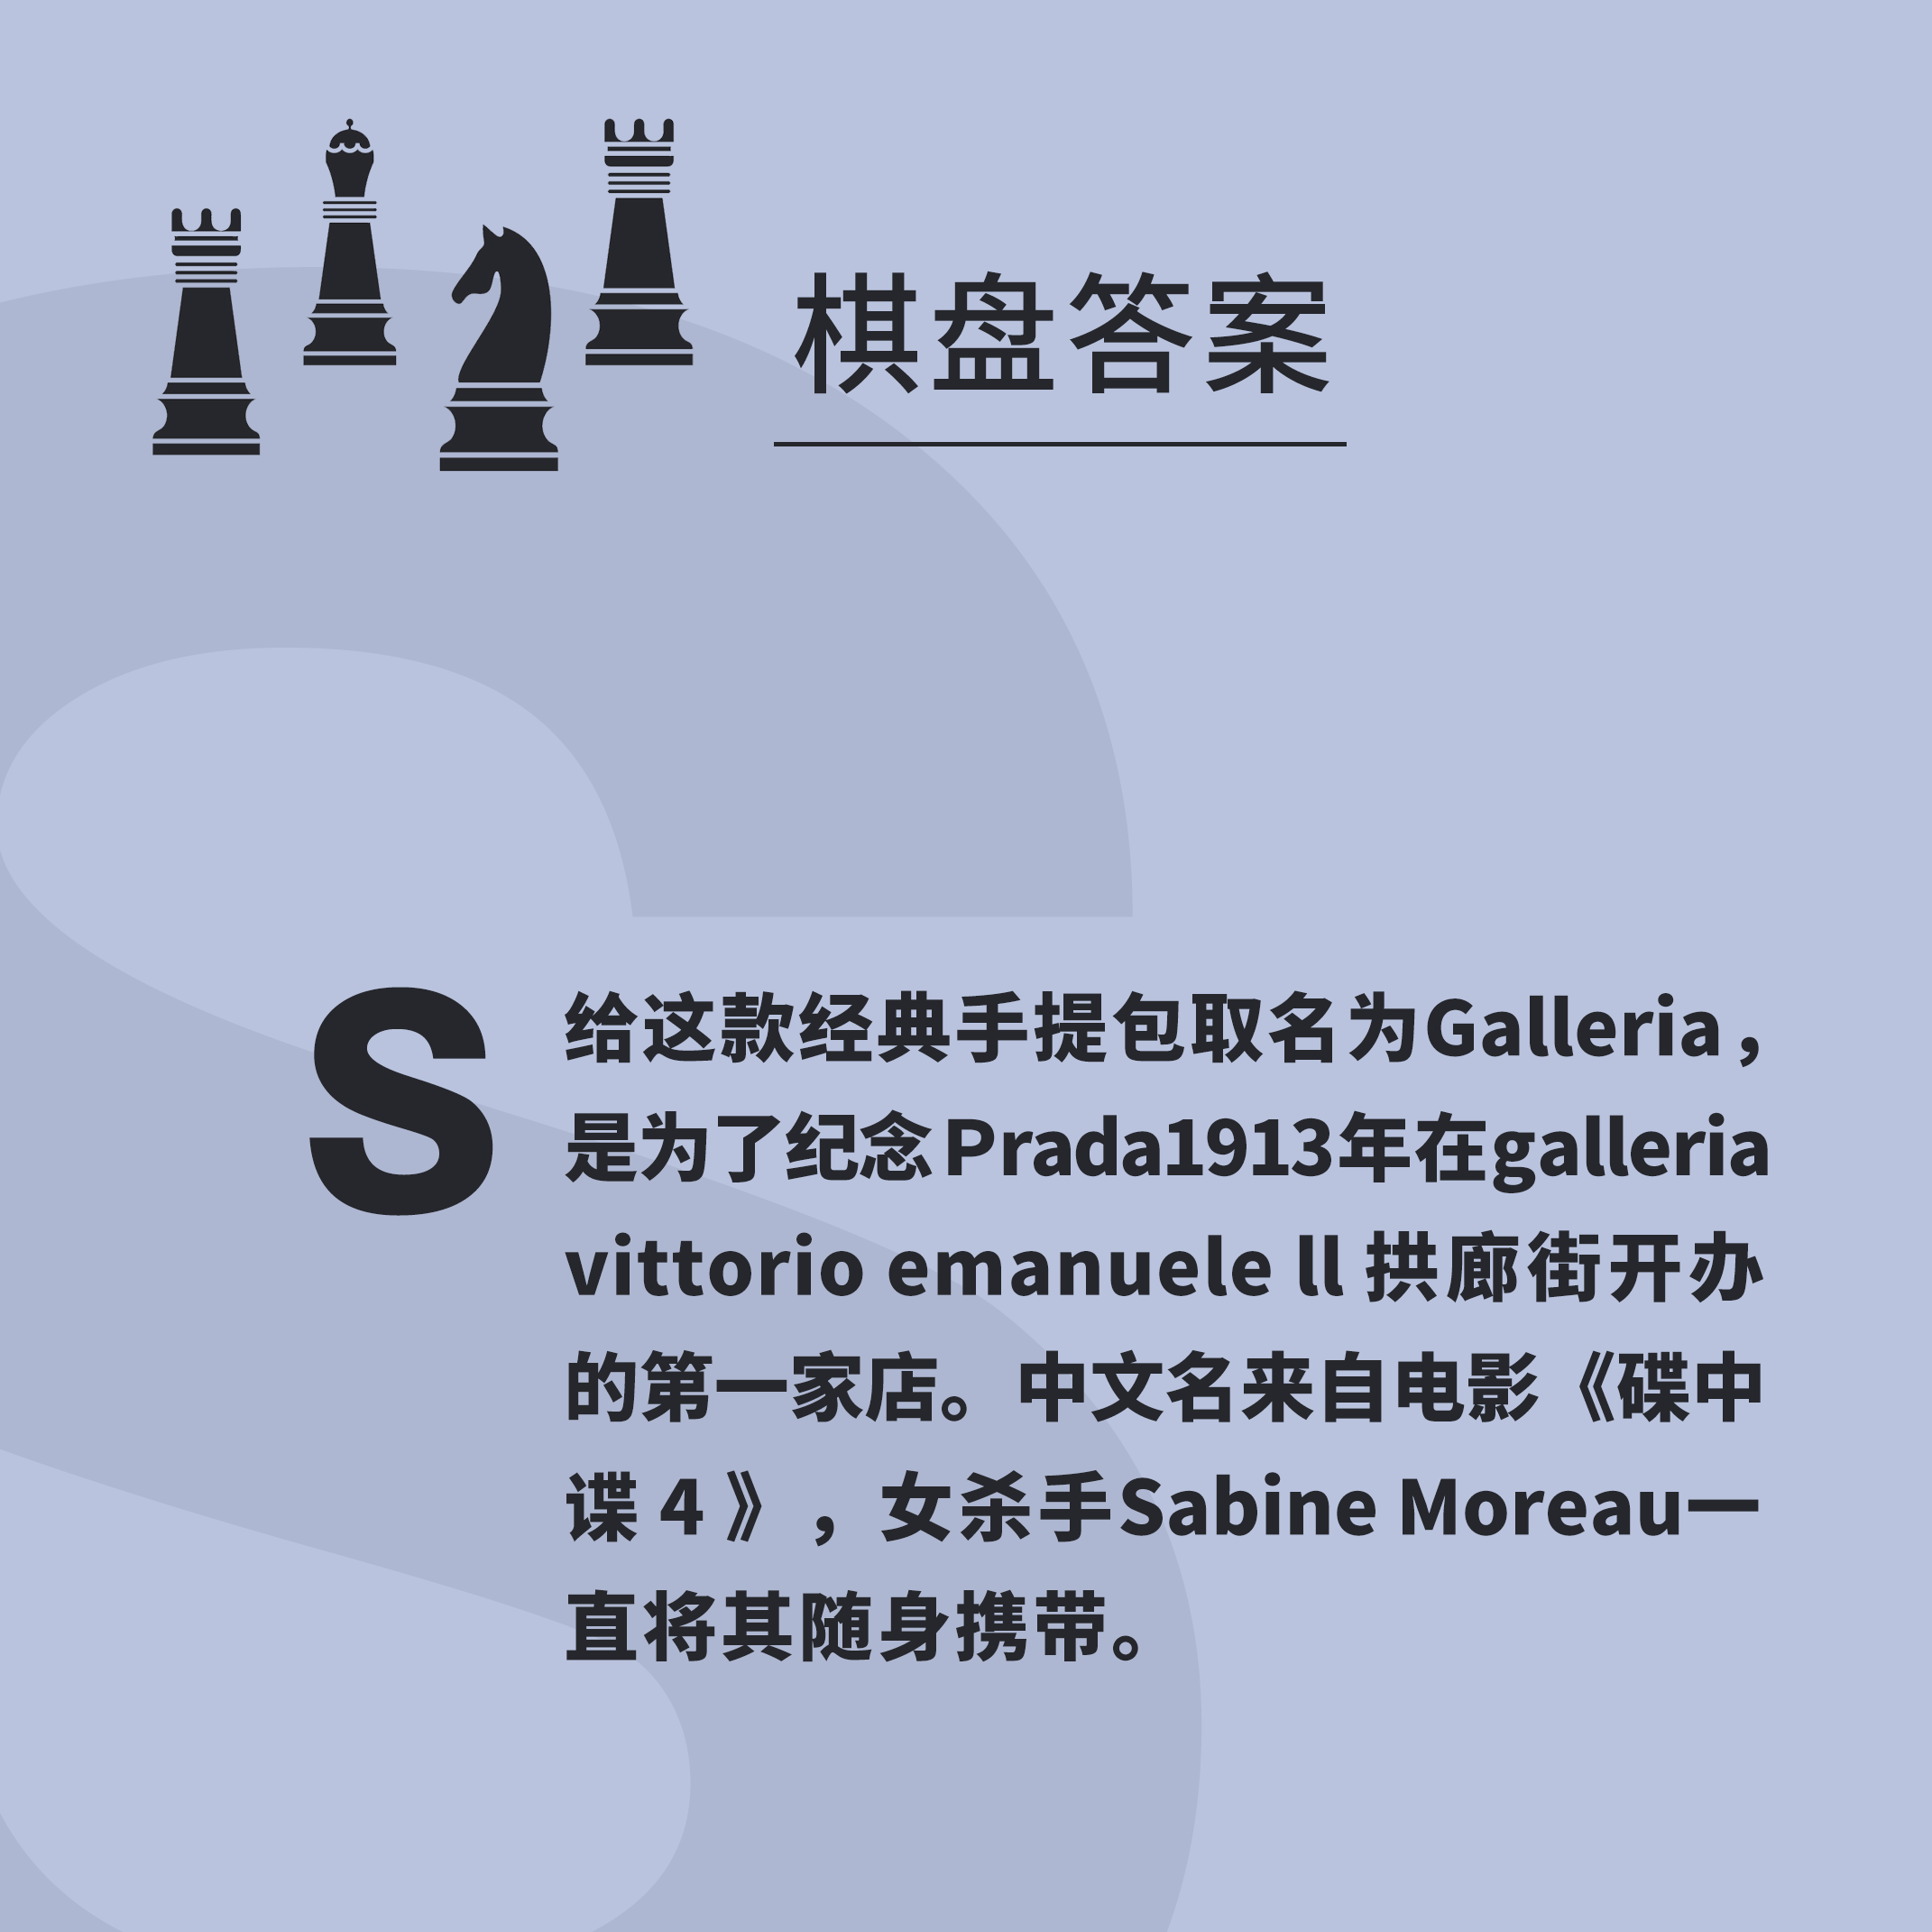 棋盘答案
S
给这款经典手提包取名为Galleria，
是为了纪念Prada1913年在galleria
vittorio emanuele ll 拱廊街开办
的第一家店。中文名来自电影《碟中
谍4》，女杀手Sabine Moreau一
直将其随身携带。